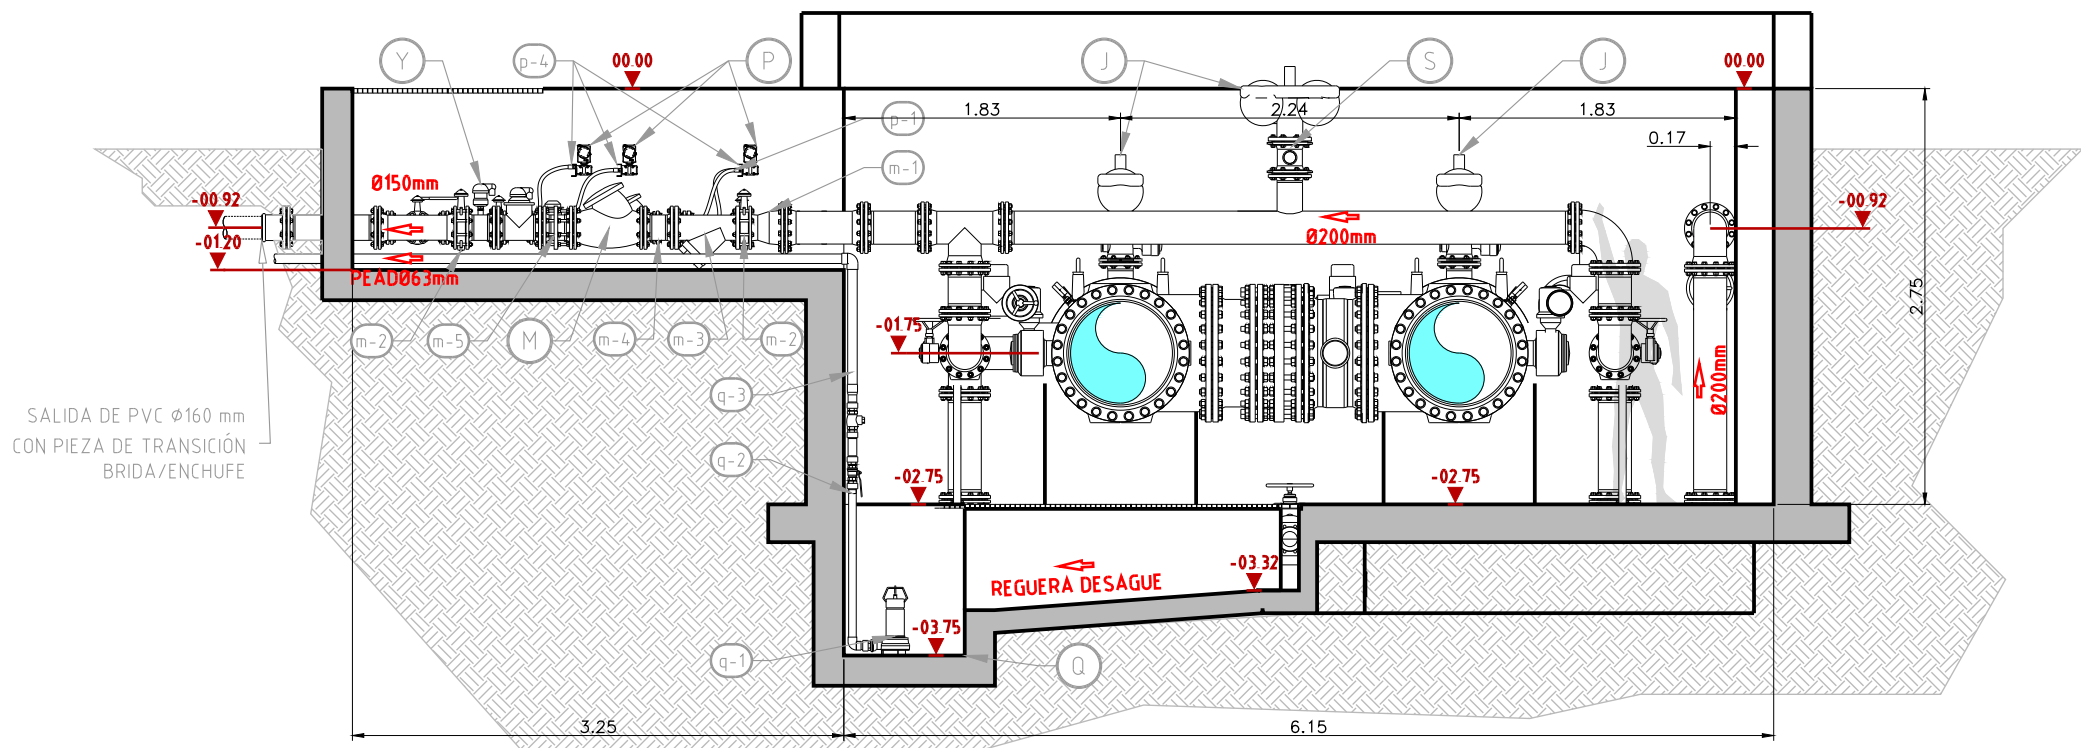 Y
p-4
P
J
S
J
00.00
00.00
1.83
2.24
1.83
p-1
0.17
m-1
Ø150mm
-00.92
-00.92
-01.20
Ø200mm
PEADØ63mm
2.75
-01.75
m-2
m-5
M
m-4
m-3
m-2
Ø200mm
q-3
SALIDA DE PVC Ø160 mm
CON PIEZA DE TRANSICIÓN
BRIDA/ENCHUFE
q-2
-02.75
-02.75
-03.32
REGUERA DESAGUE
-03.75
q-1
Q
3.25
6.15